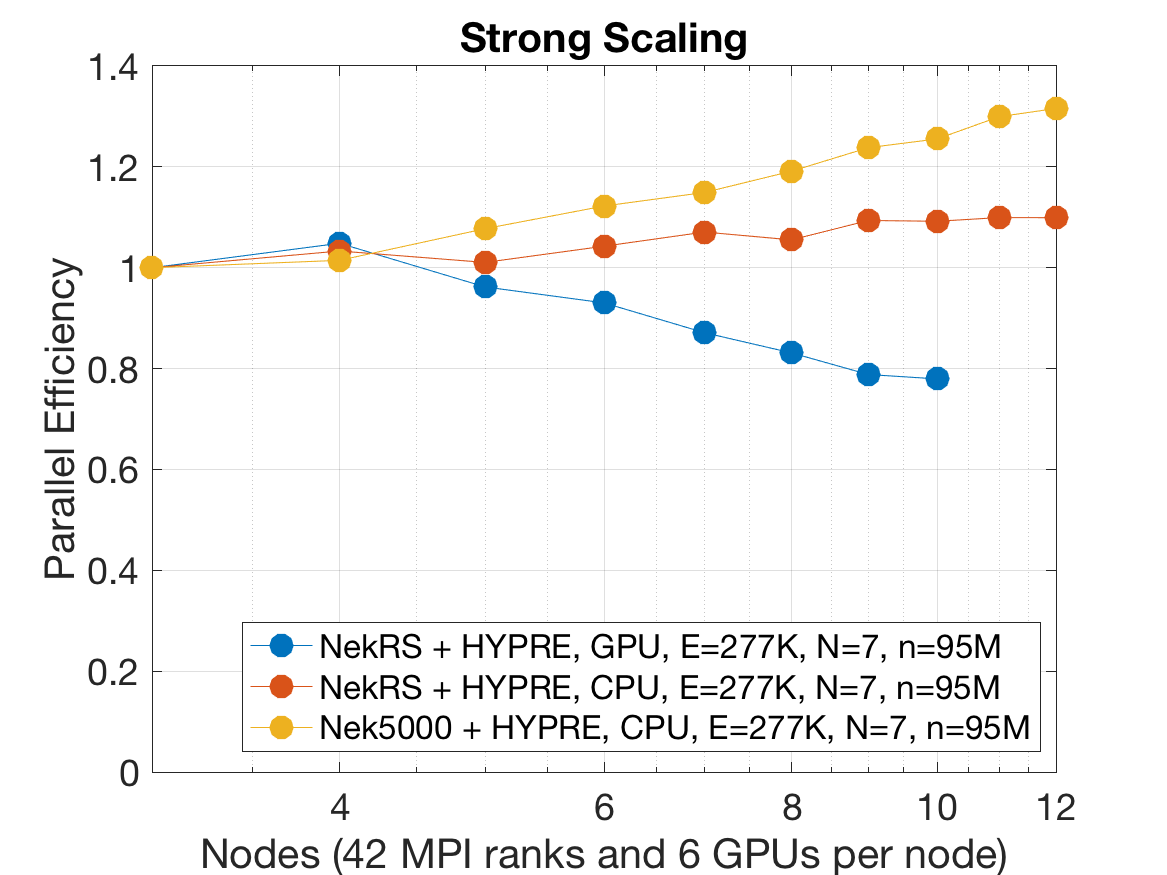 Strong Scaling
1.4
1.2
1
0.8
0.6
0.4
0.2
0
Parallel Efficiency
NekRS + HYPRE, GPU, E=277K, N=7, n=95M
NekRS + HYPRE, CPU, E=277K, N=7, n=95M
Nek5000 + HYPRE, CPU, E=277K, N=7, n=95M
4 6 8 10 12
Nodes (42 MPI ranks and 6 GPUs per node)